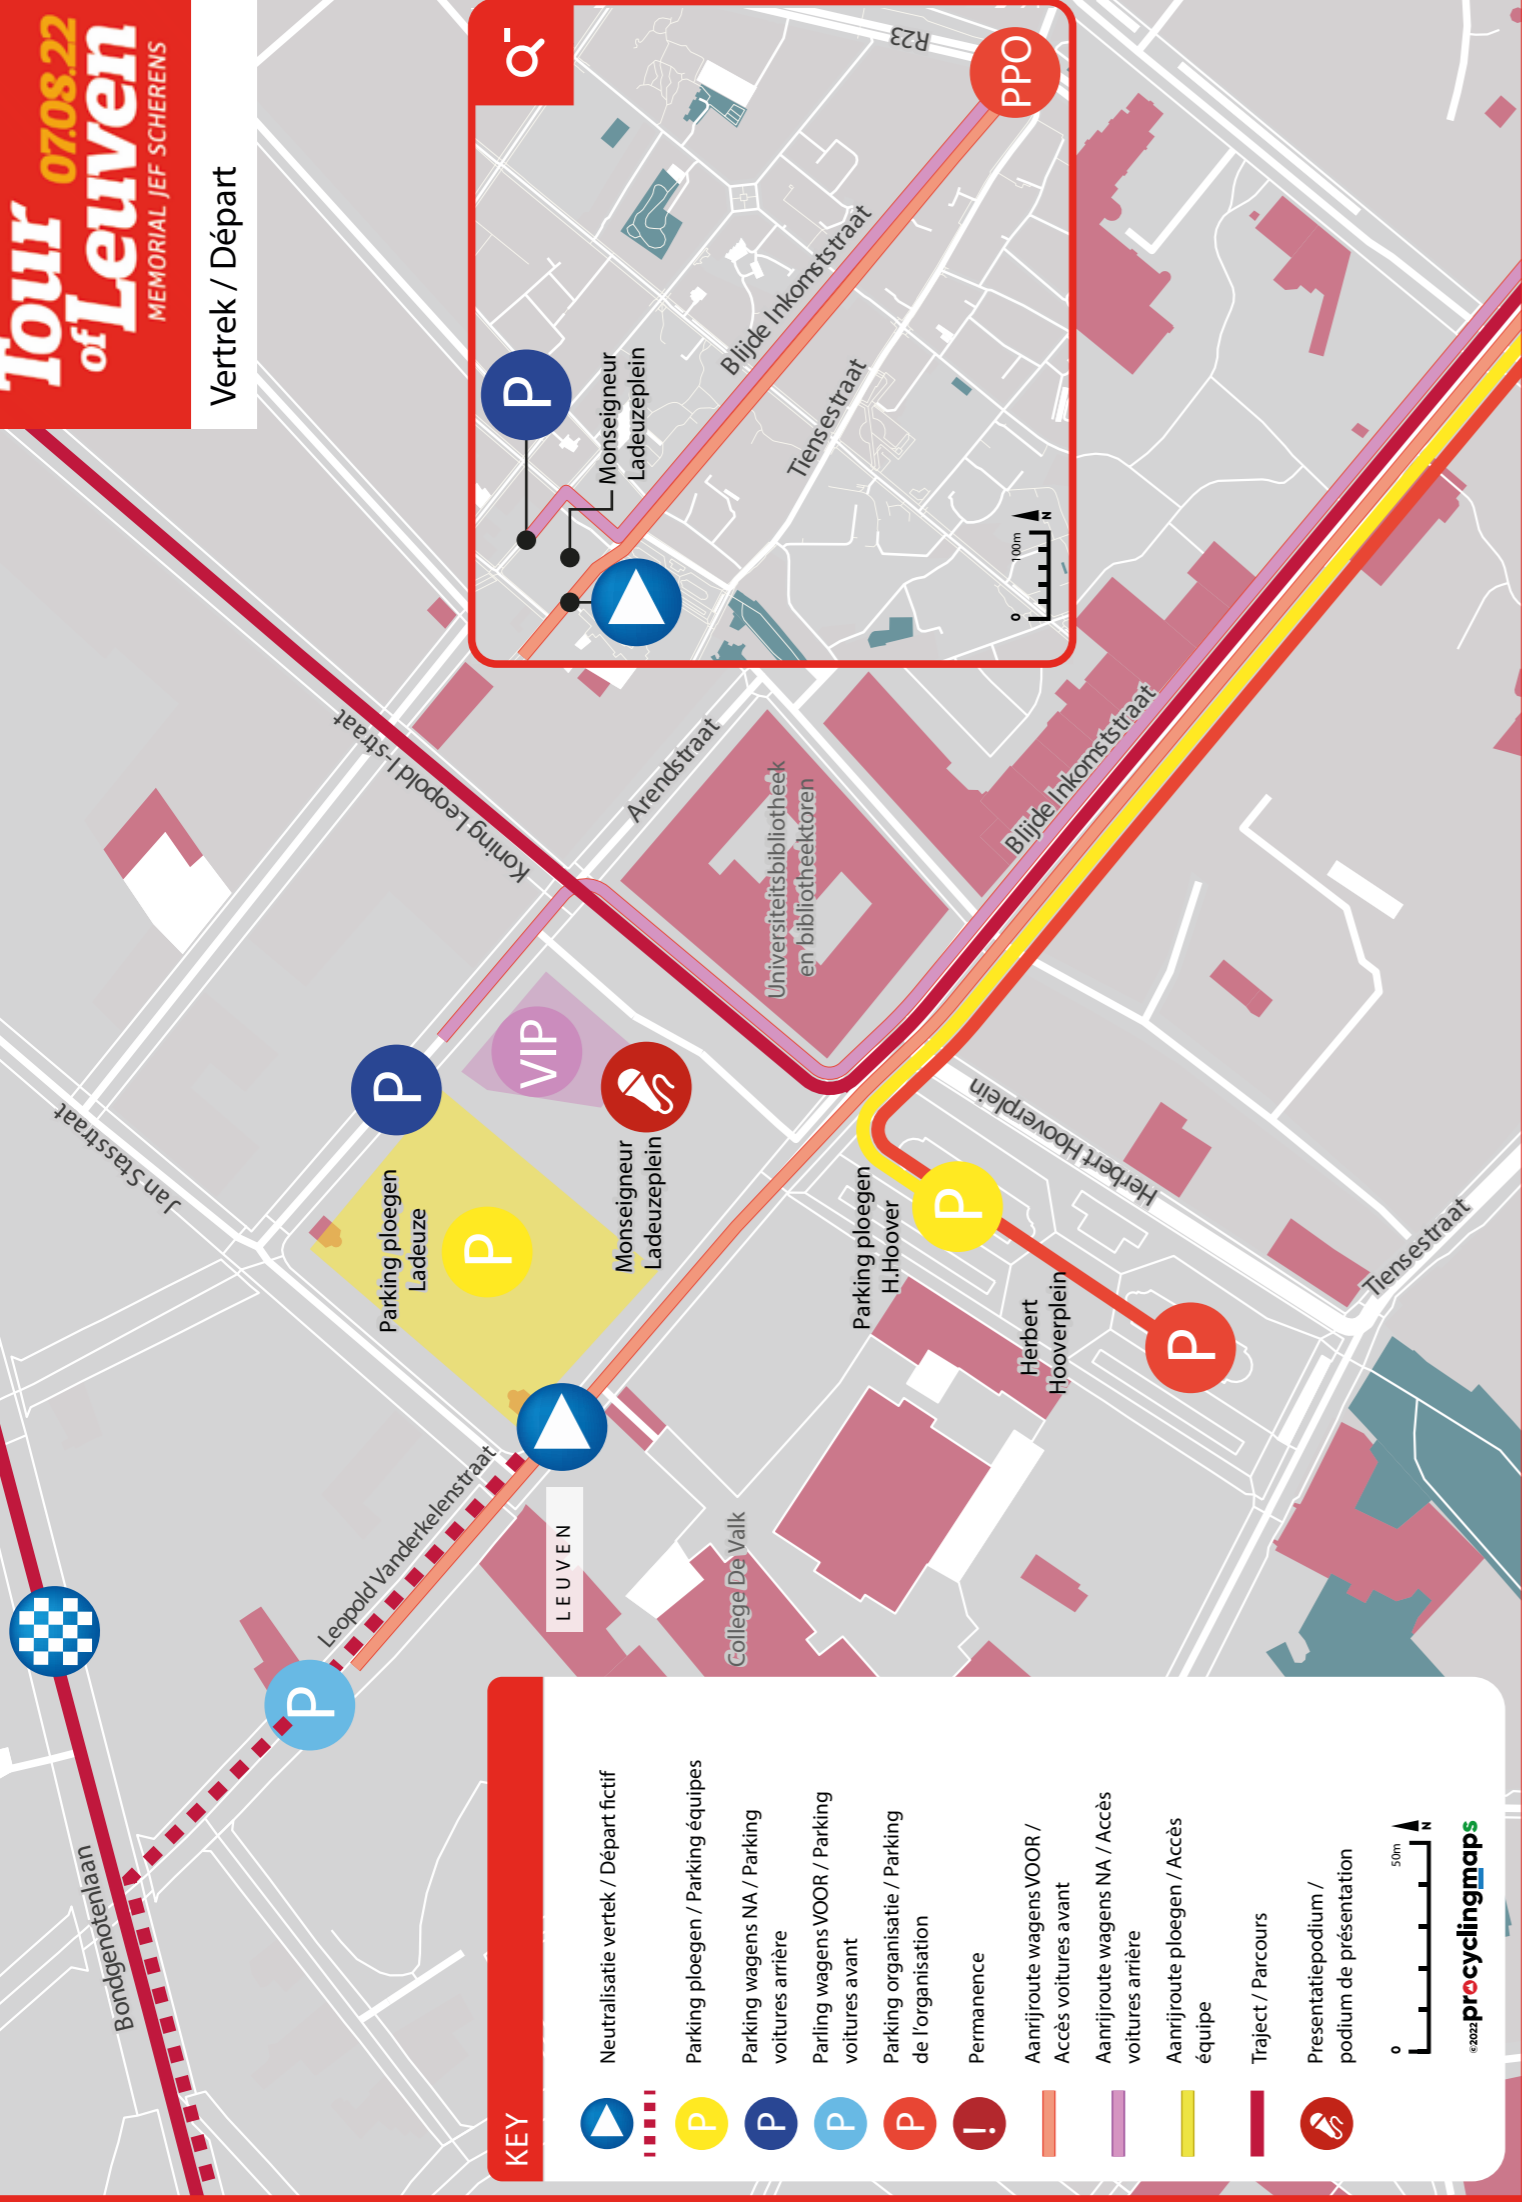 Tour 07.08.22
of Leuven
MEMORIAL JEF SCHERENS
Vertrek / Départ
R23
PPO
P
Monseigneur
Ladeuzeplein
Blijde Inkomststraat
Tiensestraat
0
100m
N
Koning Leopold I-straat
Arendstraat
Universiteitsbibliotheek
en bibliotheektoren
Blijde Inkomststraat
Jan Stasstraat
P
VIP
Parking ploegen
Ladeuze
P
Monseigneur
Ladeuzeplein
Parking ploegen
H.Hoover
P
Herbert Hooverplein
Herbert
Hooverplein
P
Tiensestraat
Leopold Vanderkelenstraat
LEUVEN
College De Valk
P
Bondgenotenlaan
KEY
Neutralisatie vertek / Départ fictif
P
Parking ploegen / Parking équipes
P
Parking wagens NA / Parking
voitures arrière
P
Parling wagens VOOR / Parking
voitures avant
P
Parking organisatie / Parking
de l'organisation
!
Permanence
Aanrijroute wagens VOOR /
Accès voitures avant
Aanrijroute wagens NA / Accès
voitures arrière
Aanrijroute ploegen / Accès
équipe
Traject / Parcours
Presentatiepodium /
podium de présentation
0
50m
N
©2022 procyclingmaps